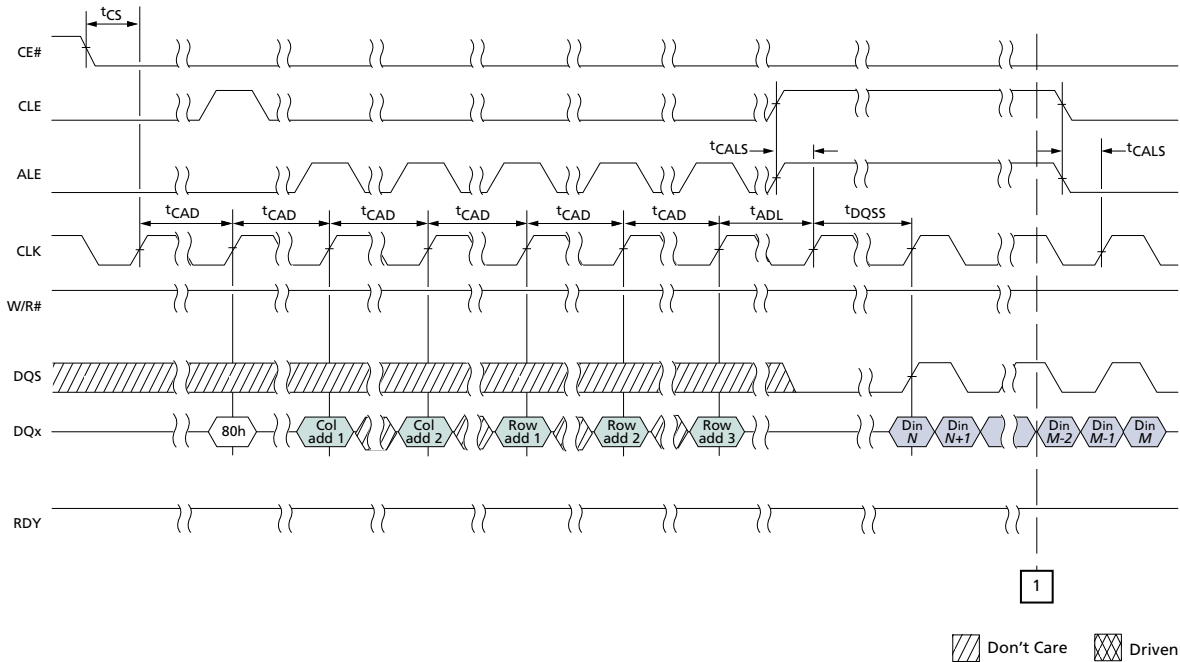 tCS
CE#
CLE
tCALS
tCALS
ALE
tCAD
tCAD
tCAD
tCAD
tCAD
tCAD
tADL
tDQSS
CLK
W/R#
DQS
DQx
80h
Col
add 1
Col
add 2
Row
add 1
Row
add 2
Row
add 3
Din
N
Din
N+1
Din
M-2
Din
M-1
Din
M
RDY
1
Don't Care
Driven